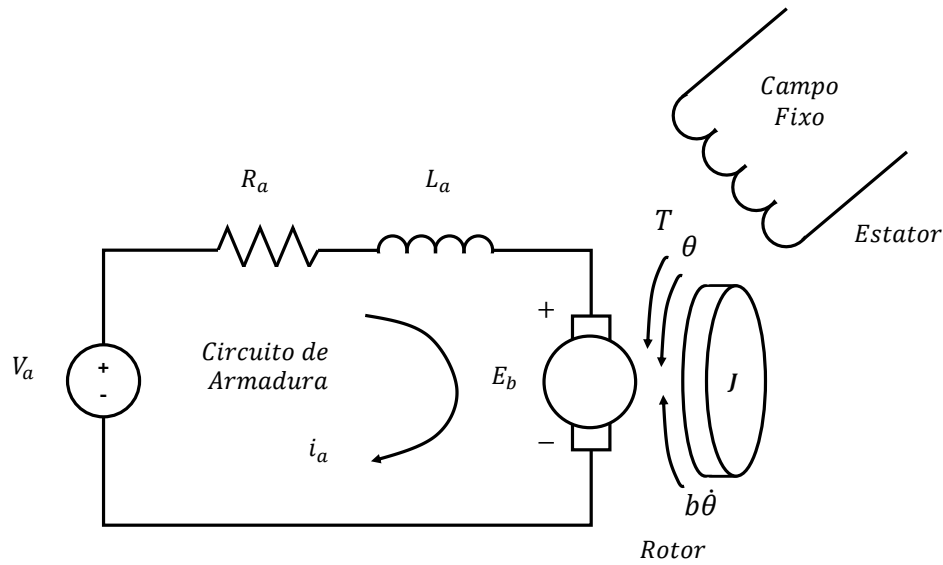 Campo
Fixo
R_a
L_a
T
θ
Estator
+
V_a
+
-
Circuito de
Armadura
E_b
J
i_a
−
bθ̇
Rotor